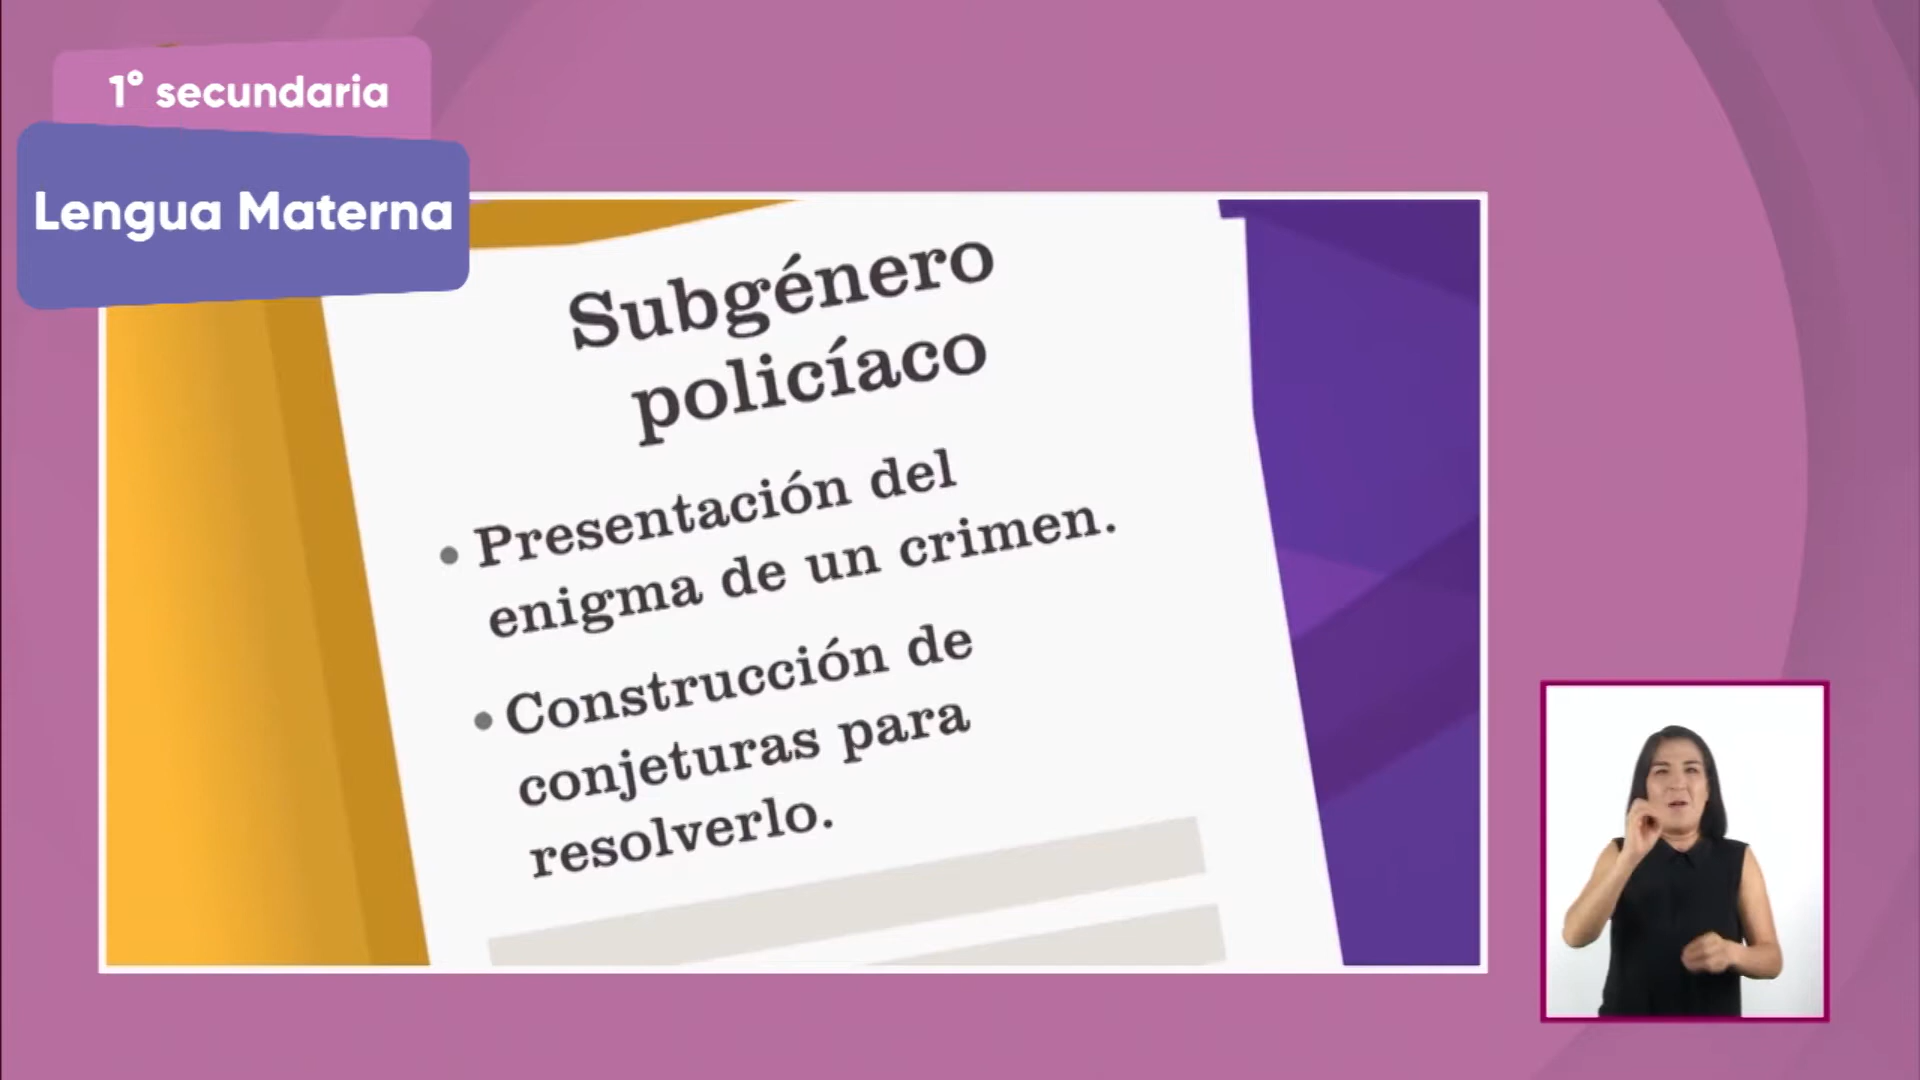 1° secundaria
Lengua Materna
Subgénero
policíaco
• Presentación del
enigma de un crimen.
• Construcción de
conjeturas para
resolverlo.